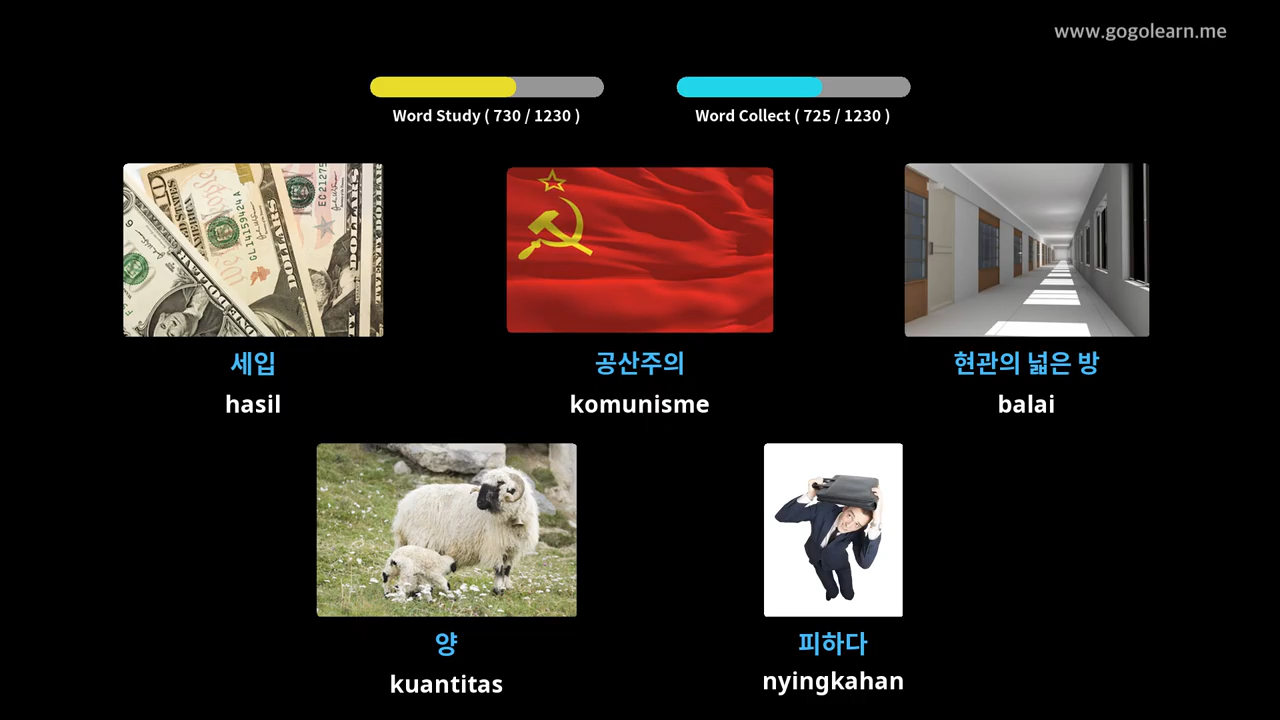 www.gogolearn.me
Word Study ( 730 / 1230 )
Word Collect ( 725 / 1230 )
세입
hasil
공산주의
komunisme
현관의 넓은 방
balai
양
kuantitas
피하다
nyingkahan